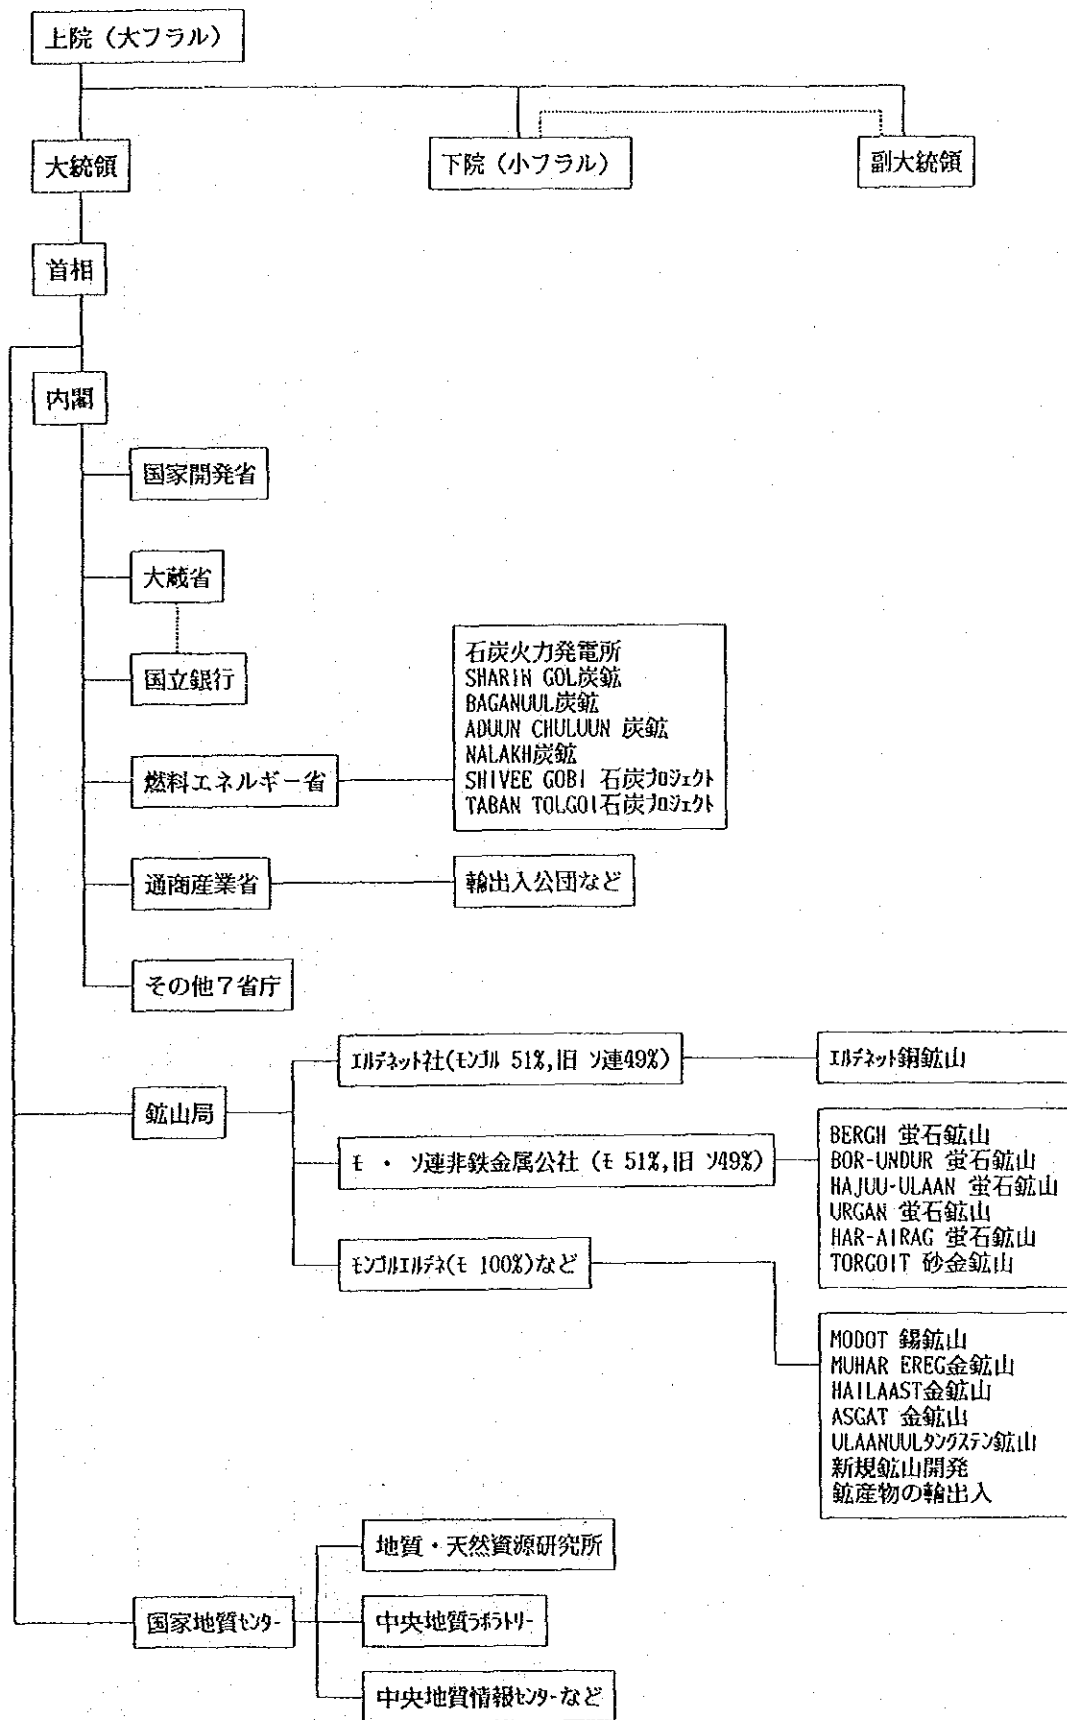 上院（大フラル）
大統領
下院（小フラル）
副大統領
首相
内閣
国家開発省
大蔵省
国立銀行
石炭火力発電所
SHARIN GOL炭鉱
BAGANUUL炭鉱
ADUUN CHULUUN 炭鉱
NALAKH炭鉱
SHIVEE GOBI 石炭ﾌﾟﾛｼﾞｪｸﾄ
TABAN TOLGOI石炭ﾌﾟﾛｼﾞｪｸﾄ
燃料エネルギー省
通商産業省
輸出入公団など
その他７省庁
鉱山局
ｴﾙﾃﾞﾈｯﾄ社(ﾓﾝｺﾞﾙ 51%,旧 ｿ連49%)
ｴﾙﾃﾞﾈｯﾄ銅鉱山
ﾓ ・ ｿ連非鉄金属公社 (ﾓ 51%,旧 ｿ49%)
BERGH 蛍石鉱山
BOR-UNDUR 蛍石鉱山
HAJUU-ULAAN 蛍石鉱山
URGAN 蛍石鉱山
HAR-AIRAG 蛍石鉱山
TORGOIT 砂金鉱山
ﾓﾝｺﾞﾙｴﾙﾃﾞﾈ(ﾓ 100%)など
MODOT 錫鉱山
MUHAR EREG金鉱山
HAILAAST金鉱山
ASGAT 金鉱山
ULAANUULﾀﾝｸﾞｽﾃﾝ鉱山
新規鉱山開発
鉱産物の輸出入
国家地質ｾﾝﾀｰ
地質・天然資源研究所
中央地質ﾗﾎﾞﾗﾄﾘｰ
中央地質情報ｾﾝﾀｰなど